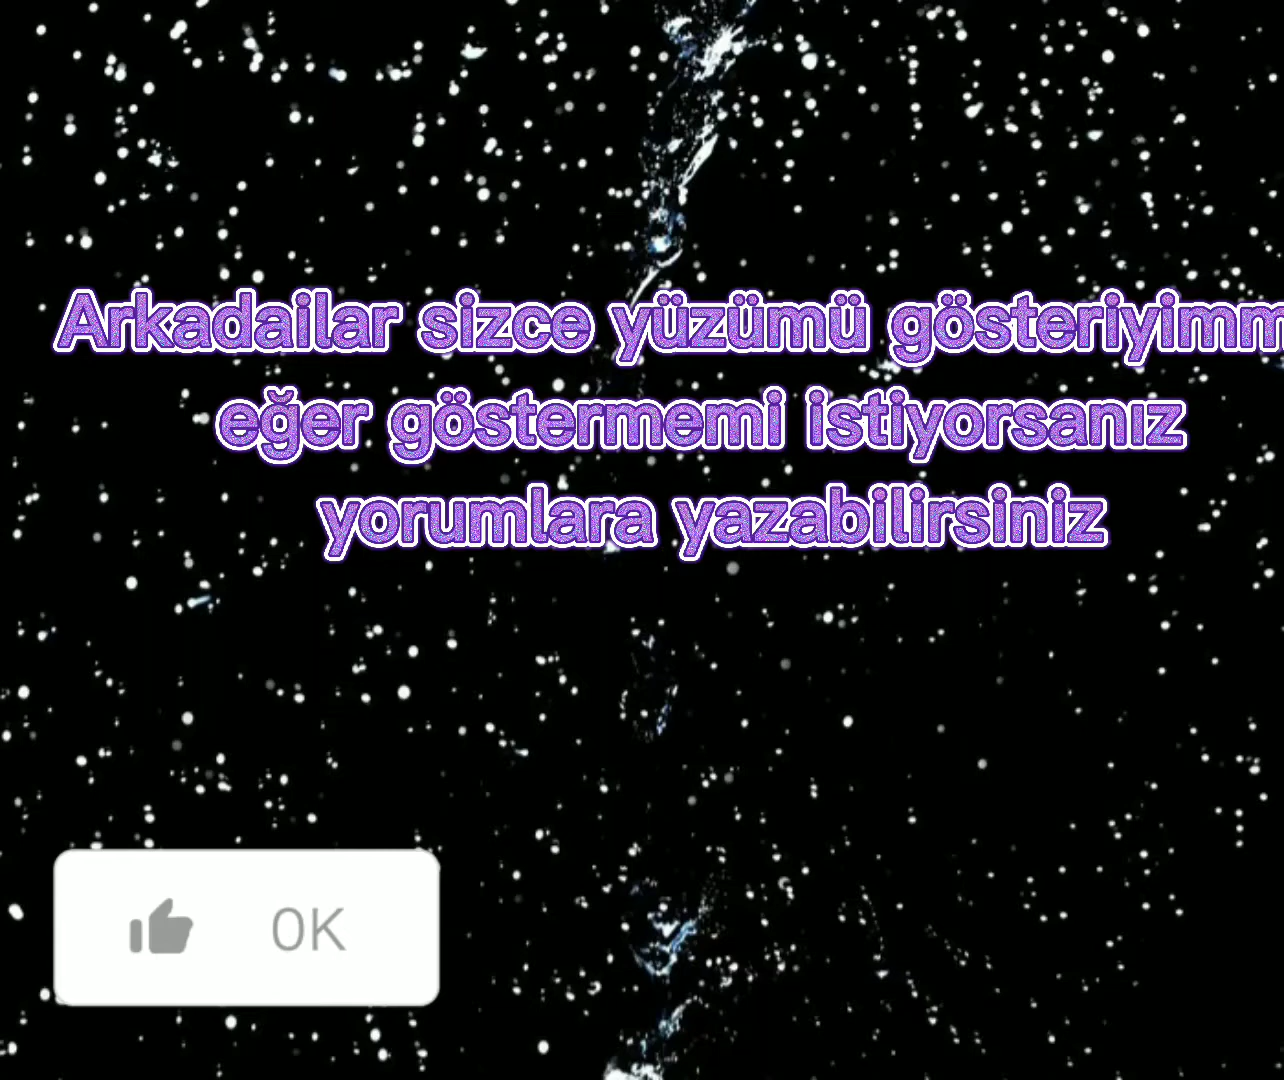 Arkadailar sizce yüzümü gösteriyimm
eğer göstermemi istiyorsanız
yorumlara yazabilirsiniz
0K